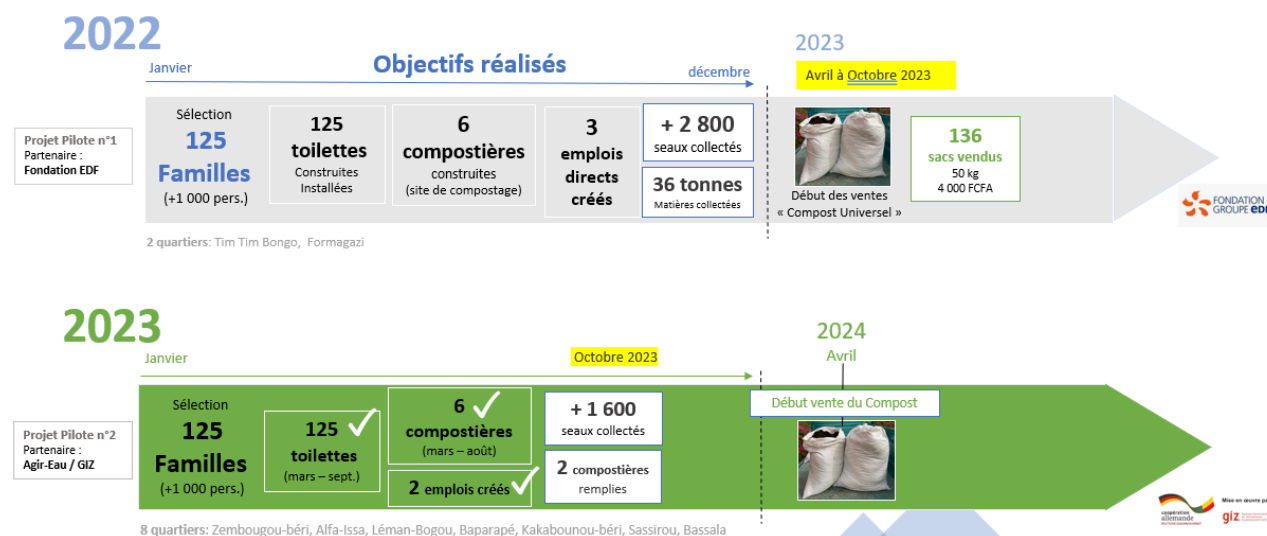 2022
Janvier
Objectifs réalisés
décembre
2023
Avril à Octobre 2023
Projet Pilote n°1
Partenaire :
Fondation EDF
Sélection
125
Familles
(+1 000 pers.)
125
toilettes
Construites
Installées
6
compostières
construites
(site de compostage)
3
emplois
directs
créés
+ 2 800
seaux collectés
36 tonnes
Matières collectées
Début des ventes
« Compost Universel »
136
sacs vendus
50 kg
4 000 FCFA
FONDATION
GROUPE EDF
2 quartiers: Tim Tim Bongo, Formagazi
2023
Janvier
Octobre 2023
2024
Avril
Projet Pilote n°2
Partenaire :
Agir-Eau / GIZ
Sélection
125
Familles
(+1 000 pers.)
125
toilettes
(mars – sept.)
6
compostières
(mars – août)
2 emplois créés
+ 1 600
seaux collectés
2 compostières
remplies
Début vente du Compost
coopération
allemande
Mise en œuvre pa
giz
8 quartiers: Zembougou-béri, Alfa-Issa, Léman-Bogou, Baparapé, Kakabounou-béri, Sassirou, Bassala